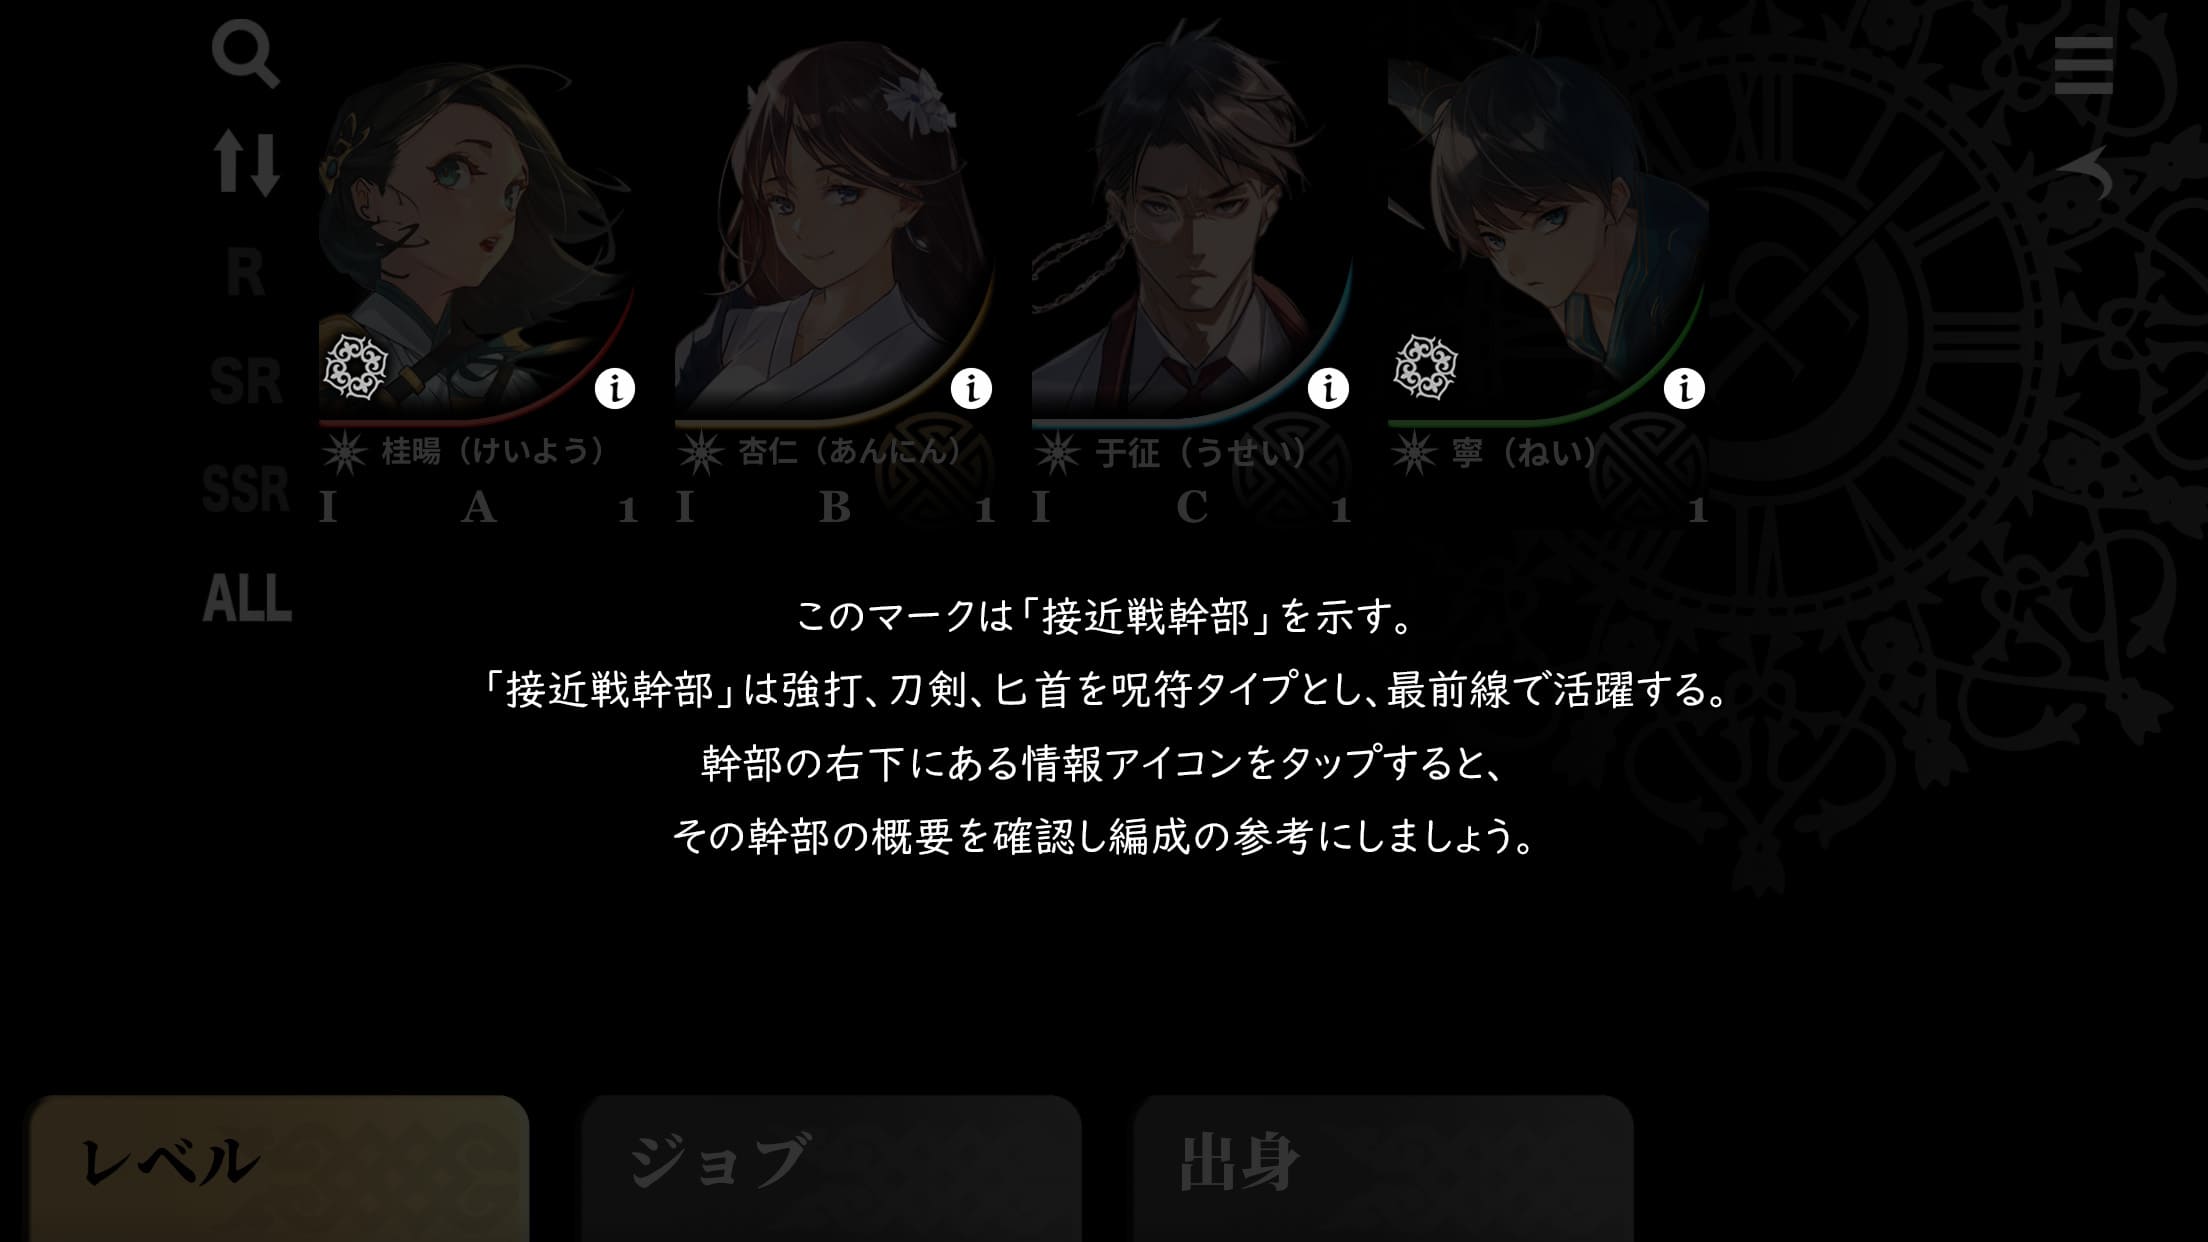 R
SR
SSR
ALL
i
i
i
i
桂暘（けいよう）
杏仁（あんにん）
于征（うせい）
寧（ねい）
I A 1
I B 1
I C 1
1
このマークは「接近戦幹部」を示す。
「接近戦幹部」は強打、刀剣、匕首を呪符タイプとし、最前線で活躍する。
幹部の右下にある情報アイコンをタップすると、
その幹部の概要を確認し編成の参考にしましょう。
レベル
ジョブ
出身